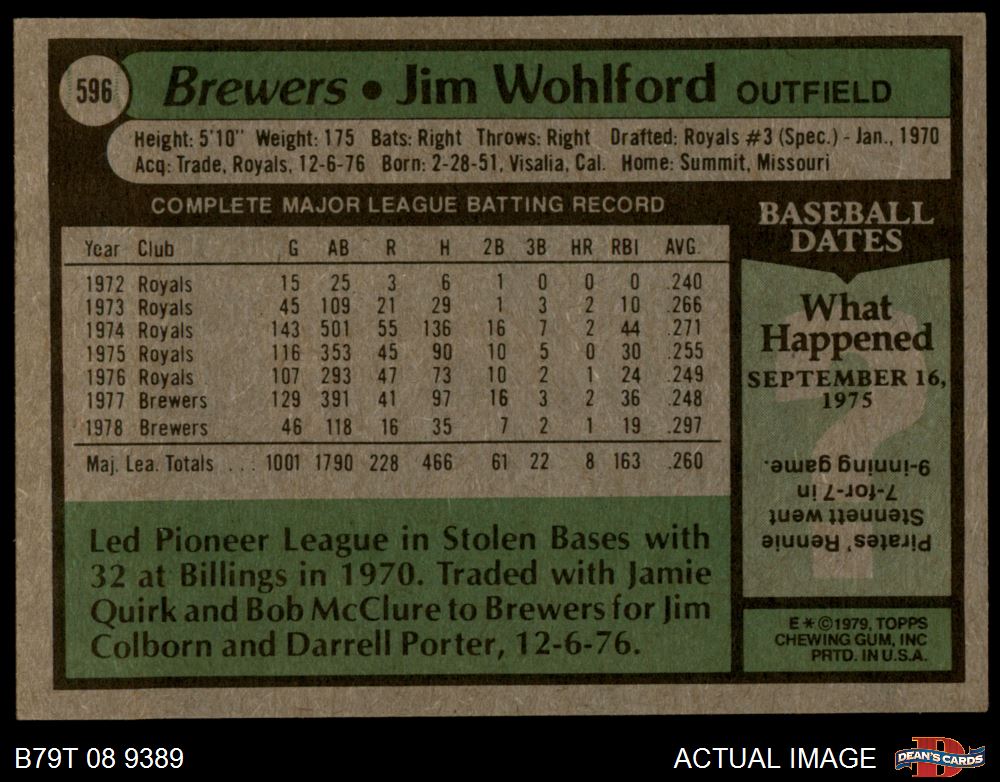 596
Brewers • Jim Wohlford OUTFIELD
Height: 5'10" Weight: 175 Bats: Right Throws: Right Drafted: Royals #3 (Spec.) - Jan., 1970
Acq: Trade, Royals, 12-6-76 Born: 2-28-51, Visalia, Cal. Home: Summit, Missouri
COMPLETE MAJOR LEAGUE BATTING RECORD
Year Club G AB R H 2B 3B HR RBI AVG.
1972 Royals 15 25 3 6 1 0 0 0 .240
1973 Royals 45 109 21 29 1 3 2 10 .266
1974 Royals 143 501 55 136 16 7 2 44 .271
1975 Royals 116 353 45 90 10 5 0 30 .255
1976 Royals 107 293 47 73 10 2 1 24 .249
1977 Brewers 129 391 41 97 16 3 2 36 .248
1978 Brewers 46 118 16 35 7 2 1 19 .297
Maj. Lea. Totals ... 1001 1790 228 466 61 22 8 163 .260
Led Pioneer League in Stolen Bases with
32 at Billings in 1970. Traded with Jamie
Quirk and Bob McClure to Brewers for Jim
Colborn and Darrell Porter, 12-6-76.
BASEBALL
DATES
What
Happened
SEPTEMBER 16,
1975
?
Pirates' Rennie
Stennett went
7-for-7 in
9-inning game.
E*©1979, TOPPS
CHEWING GUM, INC
PRTD. IN U.S.A.
B79T 08 9389
ACTUAL IMAGE
D
DEAN'S CARDS